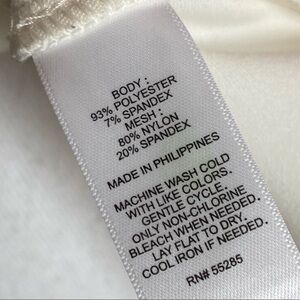 BODY :
93% POLYESTER
7% SPANDEX
MESH :
80% NYLON
20% SPANDEX
MADE IN PHILIPPINES
MACHINE WASH COLD
WITH LIKE COLORS.
GENTLE CYCLE.
ONLY NON-CHLORINE
BLEACH WHEN NEEDED.
LAY FLAT TO DRY.
COOL IRON IF NEEDED.
RN# 55285